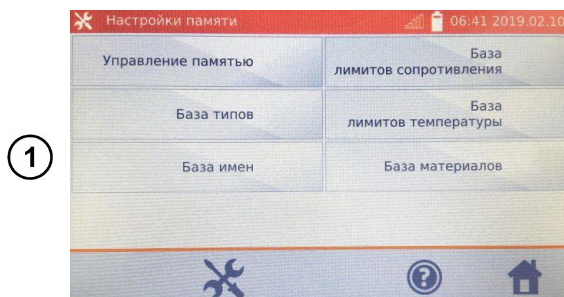 Настройки памяти
06:41 2019.02.10
Управление памятью
База
лимитов сопротивления
База типов
База
лимитов температуры
1
База имен
База материалов
?